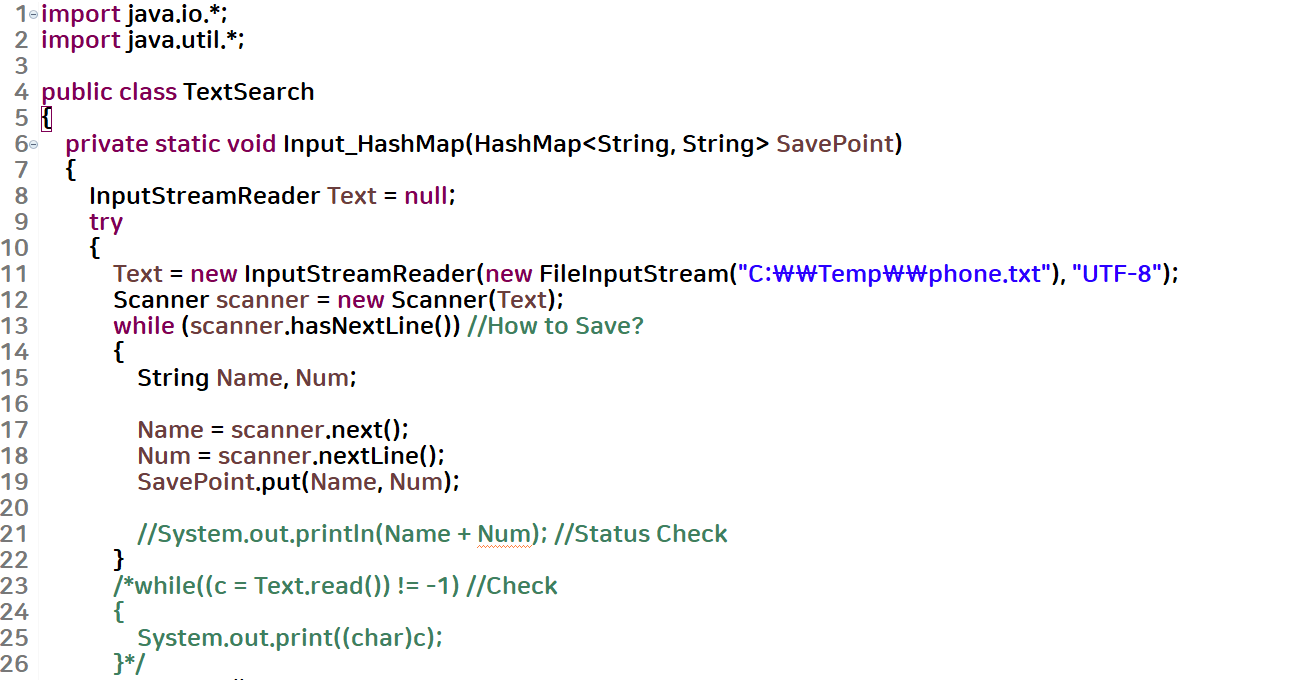 1 import java.io.*;
2 import java.util.*;
3
4 public class TextSearch
5 {
6 private static void Input_HashMap(HashMap<String, String> SavePoint)
7 {
8 InputStreamReader Text = null;
9 try
10 {
11 Text = new InputStreamReader(new FileInputStream("C:₩₩Temp₩₩phone.txt"), "UTF-8");
12 Scanner scanner = new Scanner(Text);
13 while (scanner.hasNextLine()) //How to Save?
14 {
15 String Name, Num;
16
17 Name = scanner.next();
18 Num = scanner.nextLine();
19 SavePoint.put(Name, Num);
20
21 //System.out.println(Name + Num); //Status Check
22 }
23 /*while((c = Text.read()) != -1) //Check
24 {
25 System.out.print((char)c);
26 }*/